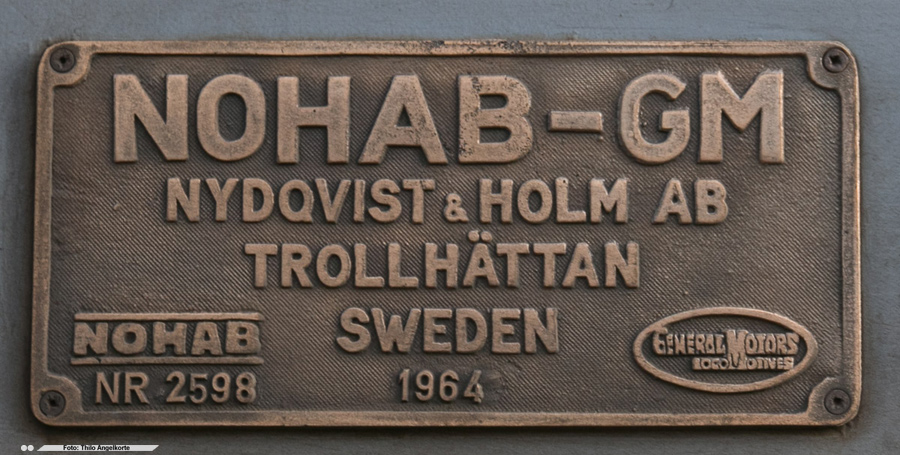 NOHAB-GM
NYDQVIST & HOLM AB
TROLLHÄTTAN
SWEDEN
NOHAB
NR 2598
1964
GENERAL MOTORS
LOCOMOTIVES
Foto: Thilo Angelkorte